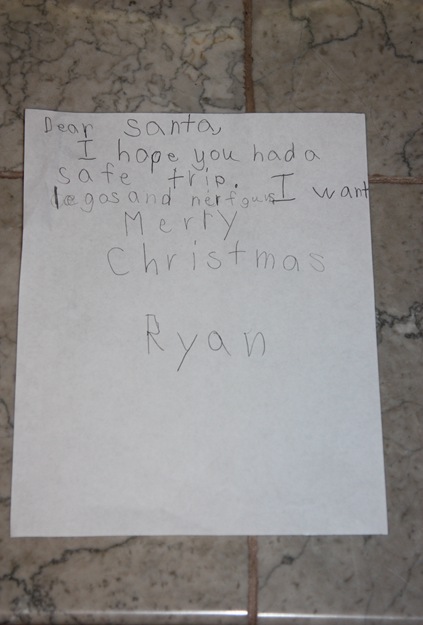 Dear Santa,
I hope you had a
safe trip. I want
legos and nerf guns
Merry
Christmas
Ryan